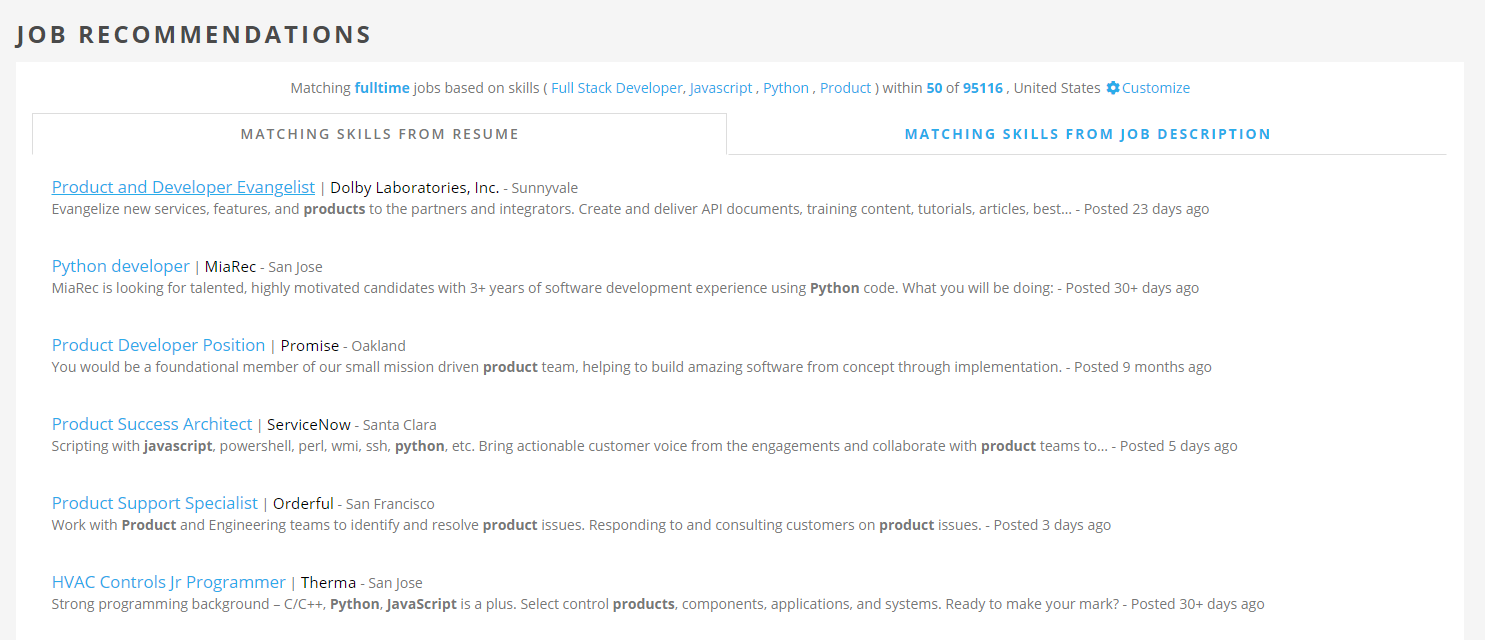 JOB RECOMMENDATIONS
Matching fulltime jobs based on skills ( Full Stack Developer, Javascript , Python , Product ) within 50 of 95116 , United States Customize
MATCHING SKILLS FROM RESUME
MATCHING SKILLS FROM JOB DESCRIPTION
Product and Developer Evangelist | Dolby Laboratories, Inc. - Sunnyvale
Evangelize new services, features, and products to the partners and integrators. Create and deliver API documents, training content, tutorials, articles, best... - Posted 23 days ago
Python developer | MiaRec - San Jose
MiaRec is looking for talented, highly motivated candidates with 3+ years of software development experience using Python code. What you will be doing: - Posted 30+ days ago
Product Developer Position | Promise - Oakland
You would be a foundational member of our small mission driven product team, helping to build amazing software from concept through implementation. - Posted 9 months ago
Product Success Architect | ServiceNow - Santa Clara
Scripting with javascript, powershell, perl, wmi, ssh, python, etc. Bring actionable customer voice from the engagements and collaborate with product teams to... - Posted 5 days ago
Product Support Specialist | Orderful - San Francisco
Work with Product and Engineering teams to identify and resolve product issues. Responding to and consulting customers on product issues. - Posted 3 days ago
HVAC Controls Jr Programmer | Therma - San Jose
Strong programming background – C/C++, Python, JavaScript is a plus. Select control products, components, applications, and systems. Ready to make your mark? - Posted 30+ days ago